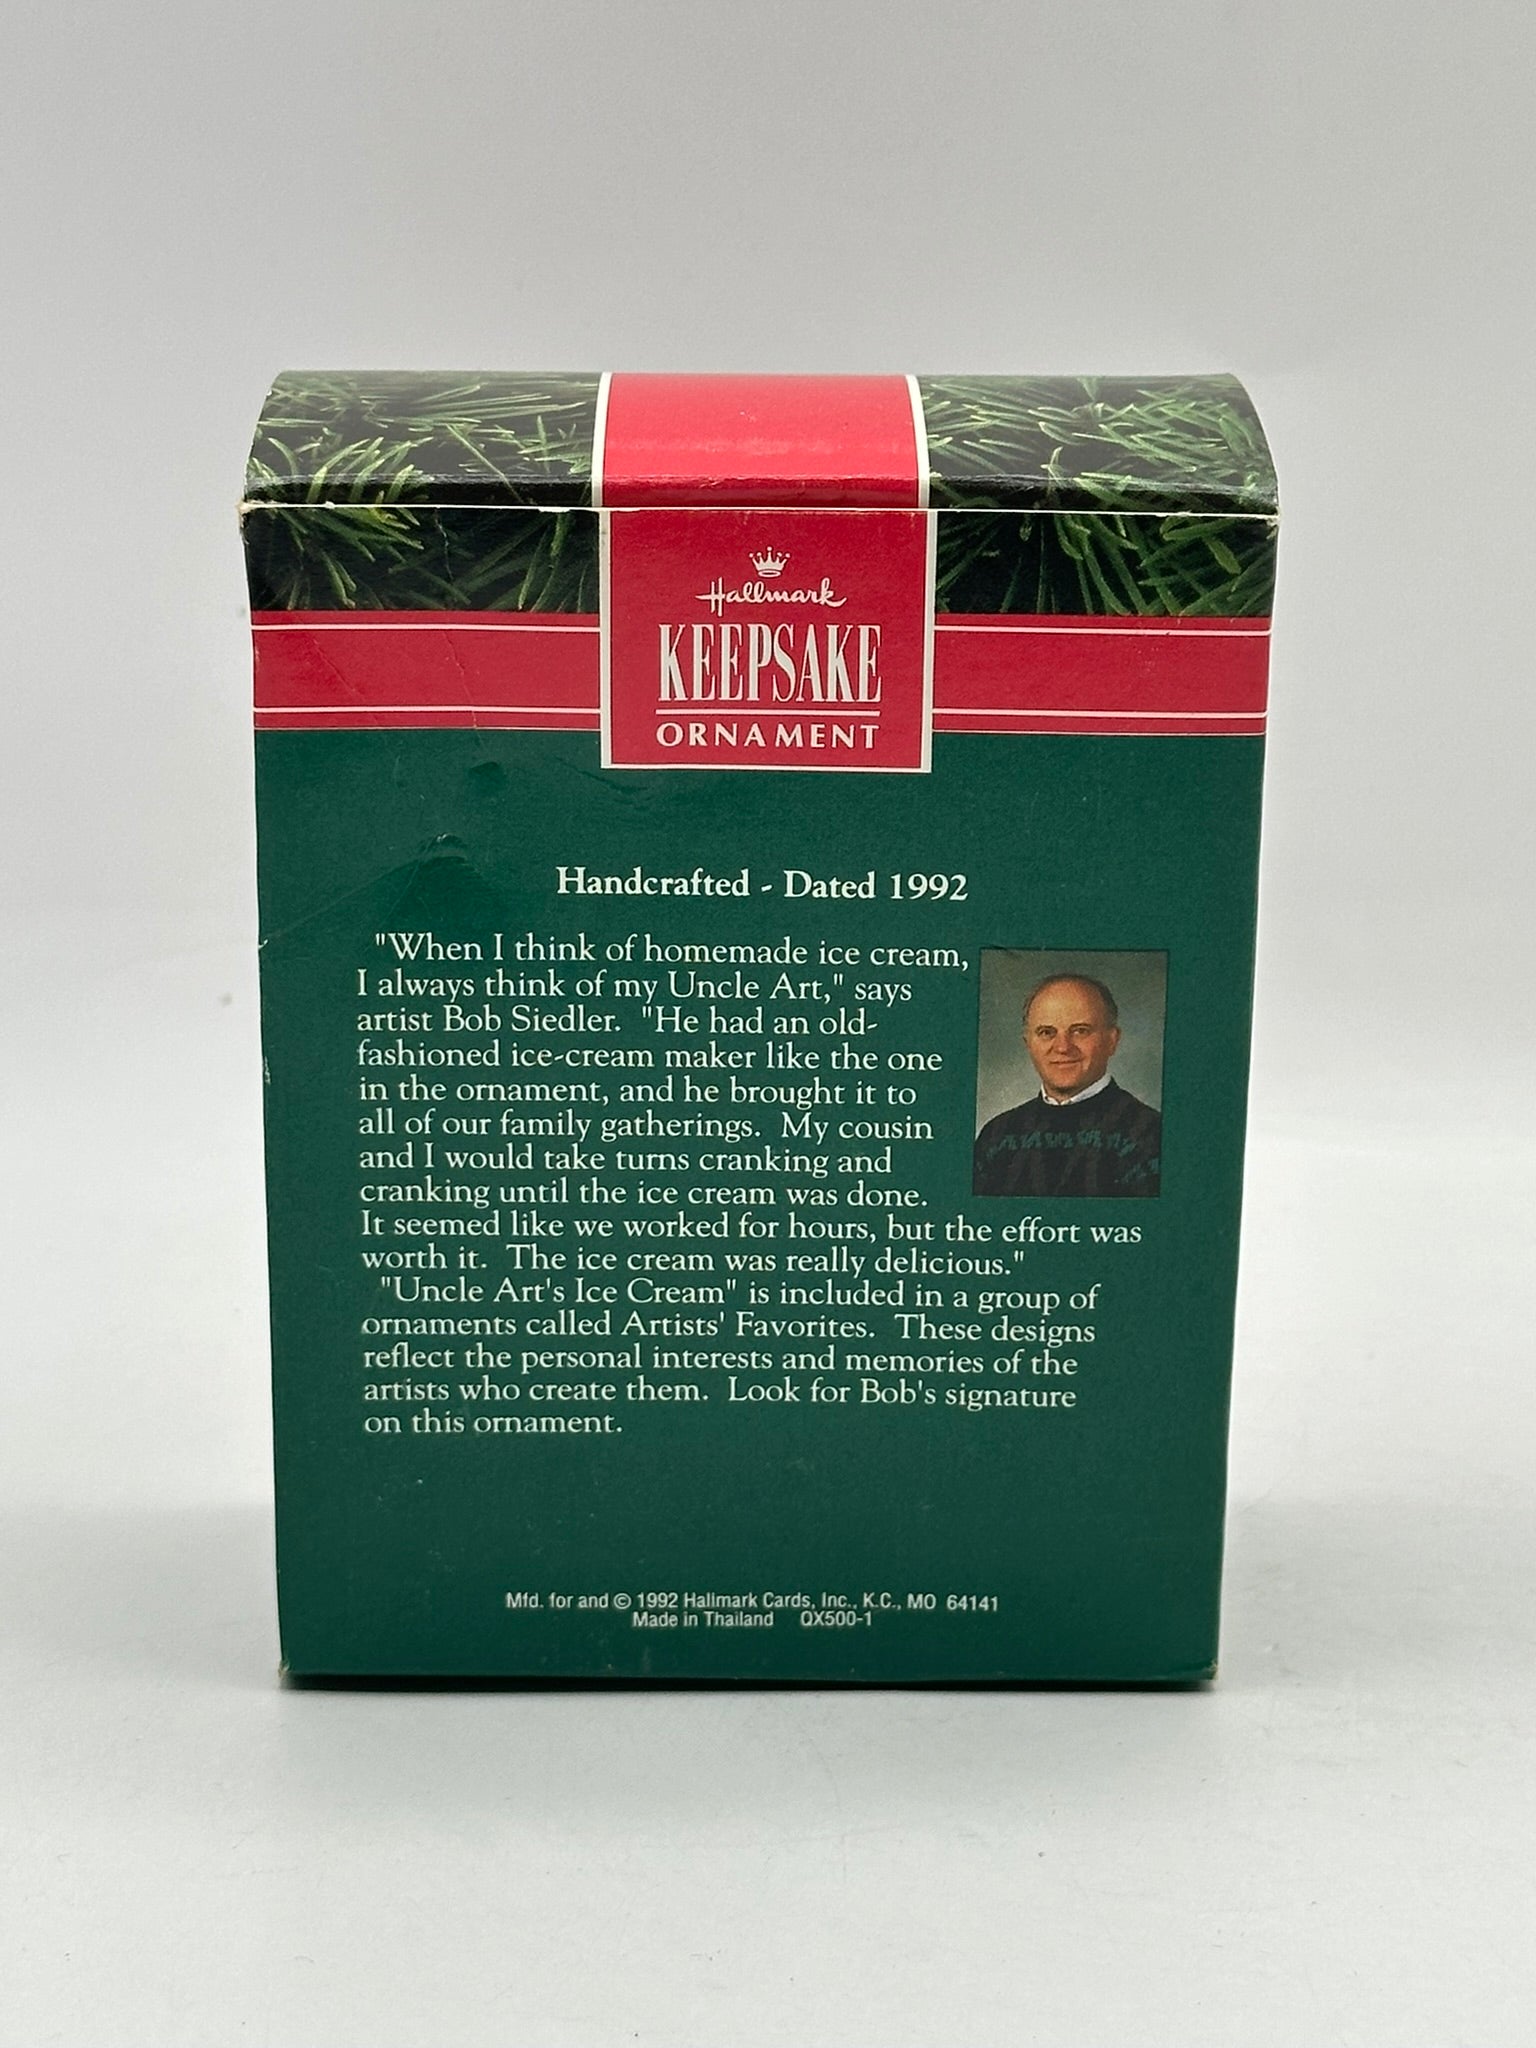 Hallmark
KEEPSAKE
ORNAMENT
Handcrafted - Dated 1992
"When I think of homemade ice cream,
I always think of my Uncle Art," says
artist Bob Siedler. "He had an old-
fashioned ice-cream maker like the one
in the ornament, and he brought it to
all of our family gatherings. My cousin
and I would take turns cranking and
cranking until the ice cream was done.
It seemed like we worked for hours, but the effort was
worth it. The ice cream was really delicious."
"Uncle Art's Ice Cream" is included in a group of
ornaments called Artists' Favorites. These designs
reflect the personal interests and memories of the
artists who create them. Look for Bob's signature
on this ornament.
Mfd. for and © 1992 Hallmark Cards, Inc., K.C., MO 64141
Made in Thailand QX500-1